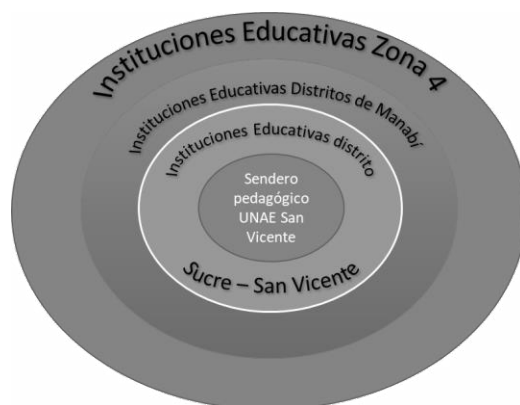 Instituciones Educativas Zona 4
Instituciones Educativas Distritos de Manabí
Instituciones Educativas distrito
Sendero
pedagógico
UNAE San
Vicente
Sucre – San Vicente